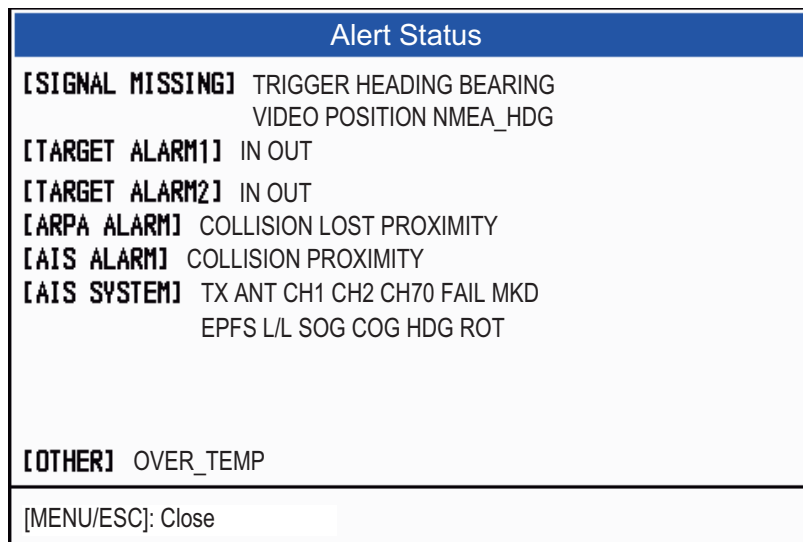 Alert Status
[SIGNAL MISSING] TRIGGER HEADING BEARING
VIDEO POSITION NMEA_HDG
[TARGET ALARM1] IN OUT
[TARGET ALARM2] IN OUT
[ARPA ALARM] COLLISION LOST PROXIMITY
[AIS ALARM] COLLISION PROXIMITY
[AIS SYSTEM] TX ANT CH1 CH2 CH70 FAIL MKD
EPFS L/L SOG COG HDG ROT
[OTHER] OVER_TEMP
[MENU/ESC]: Close